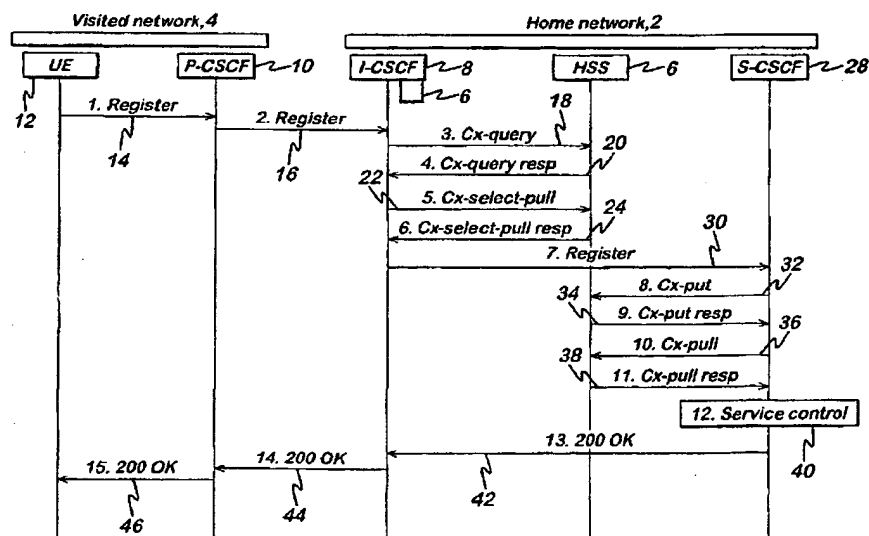 Visited network,4
Home network,2
UE
P-CSCF
10
I-CSCF
8
HSS
6
S-CSCF
28
12
6
1. Register
14
2. Register
16
3. Cx-query
18
4. Cx-query resp
20
22
5. Cx-select-pull
6. Cx-select-pull resp
24
7. Register
30
8. Cx-put
32
34
9. Cx-put resp
10. Cx-pull
36
38
11. Cx-pull resp
12. Service control
40
13. 200 OK
42
14. 200 OK
44
15. 200 OK
46